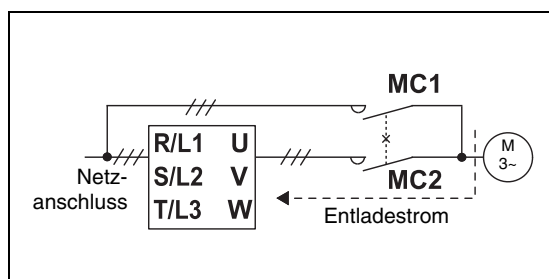 MC1
R/L1 U
S/L2 V
T/L3 W
Netz-
anschluss
MC2
M
3~
Entladestrom